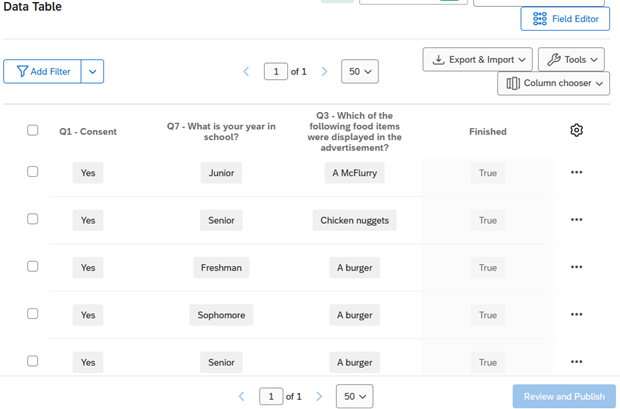 Data Table
Field Editor
Export & Import
Tools
Add Filter
1 of 1
50
Column chooser
Q1 - Consent
Q7 - What is your year in
school?
Q3 - Which of the
following food items
were displayed in the
advertisement?
Finished
Yes Junior A McFlurry True
Yes Senior Chicken nuggets True
Yes Freshman A burger True
Yes Sophomore A burger True
Yes Senior A burger True
1 of 1 50 Review and Publish